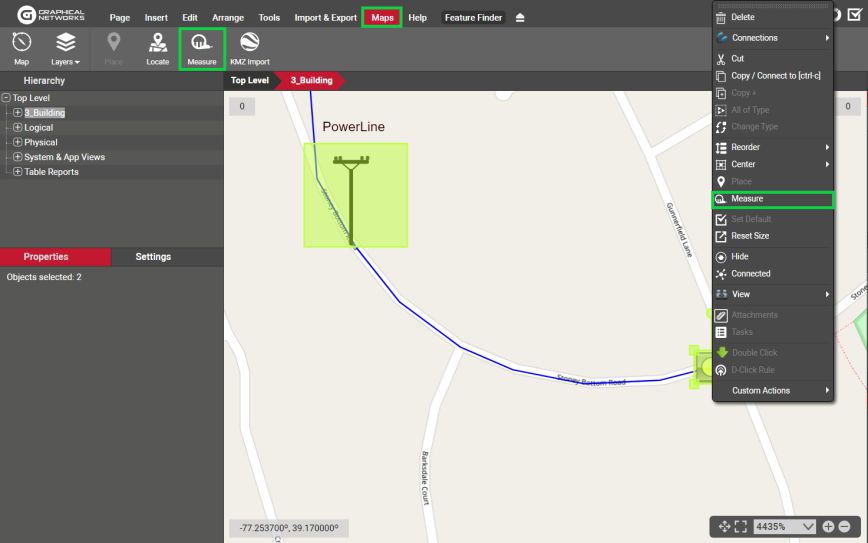 GRAPHICAL
NETWORKS
Page Insert Edit Arrange Tools Import & Export Maps Help Feature Finder
Map Layers Place Locate Measure KMZ Import
Hierarchy
Top Level 3_Building
Top Level
3_Building
Logical
Physical
System & App Views
Table Reports
Properties Settings
Objects selected: 2
0
0
PowerLine
Stoney Bottom Road
Gunnerfield Lane
Stoney Bottom Road
Barksdale Court
-77.253700º, 39.170000º
4435%
Delete
Connections
Cut
Copy / Connect to [ctrl-c]
Copy +
All of Type
Change Type
Reorder
Center
Place
Measure
Set Default
Reset Size
Hide
Connected
View
Attachments
Tasks
Double Click
D-Click Rule
Custom Actions